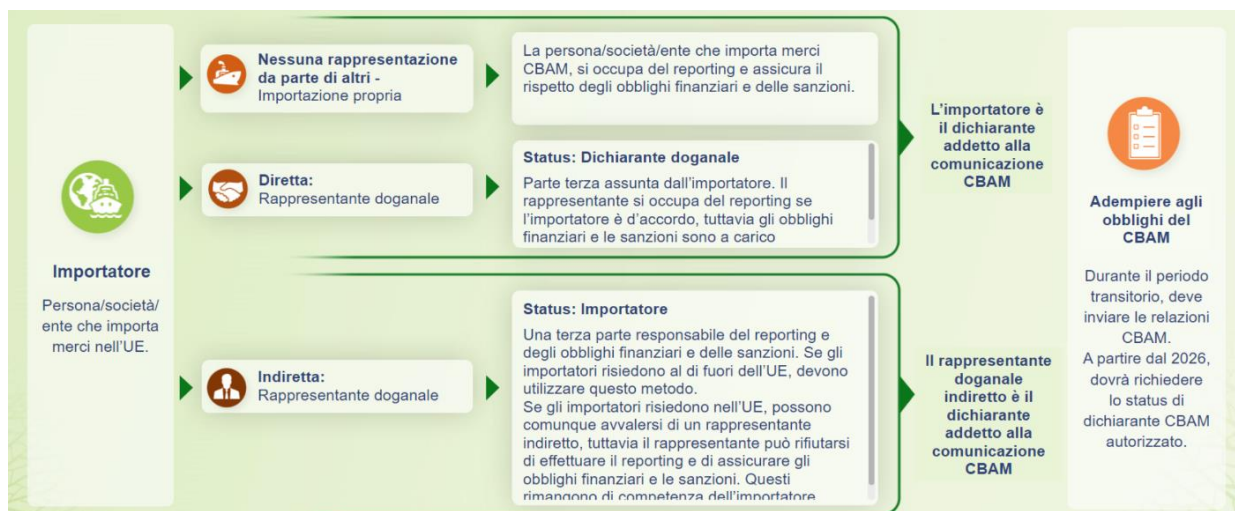 Importatore
Persona/società/
ente che importa
merci nell'UE.
Nessuna rappresentazione
da parte di altri -
Importazione propria
La persona/società/ente che importa merci
CBAM, si occupa del reporting e assicura il
rispetto degli obblighi finanziari e delle sanzioni.
Diretta:
Rappresentante doganale
Status: Dichiarante doganale
Parte terza assunta dall'importatore. Il
rappresentante si occupa del reporting se
l'importatore è d'accordo, tuttavia gli obblighi
finanziari e le sanzioni sono a carico
L'importatore è
il dichiarante
addetto alla
comunicazione
CBAM
Indiretta:
Rappresentante doganale
Status: Importatore
Una terza parte responsabile del reporting e
degli obblighi finanziari e delle sanzioni. Se gli
importatori risiedono al di fuori dell'UE, devono
utilizzare questo metodo.
Se gli importatori risiedono nell'UE, possono
comunque avvalersi di un rappresentante
indiretto, tuttavia il rappresentante può rifiutarsi
di effettuare il reporting e di assicurare gli
obblighi finanziari e le sanzioni. Questi
rimangono di competenza dell'importatore
Il rappresentante
doganale
indiretto è il
dichiarante
addetto alla
comunicazione
CBAM
Adempiere agli
obblighi del
CBAM
Durante il periodo
transitorio, deve
inviare le relazioni
CBAM.
A partire dal 2026,
dovrà richiedere
lo status di
dichiarante CBAM
autorizzato.